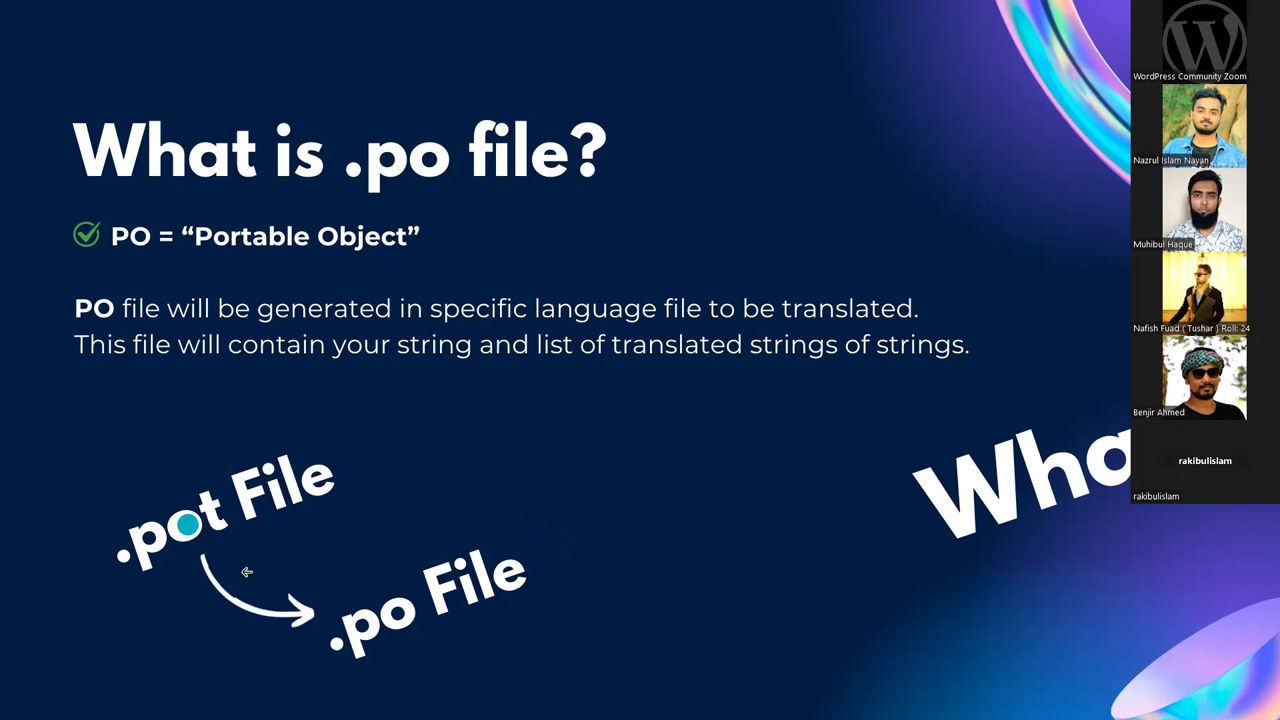 What is .po file?
PO = “Portable Object”
PO file will be generated in specific language file to be translated.
This file will contain your string and list of translated strings of strings.
.pot File
.po File
Wha
WordPress Community Zoom
Nazrul Islam Nayan
Muhibul Haque
Nafish Fuad ( Tushar ) Roll: 24
Benjir Ahmed
rakibulislam
rakibulislam